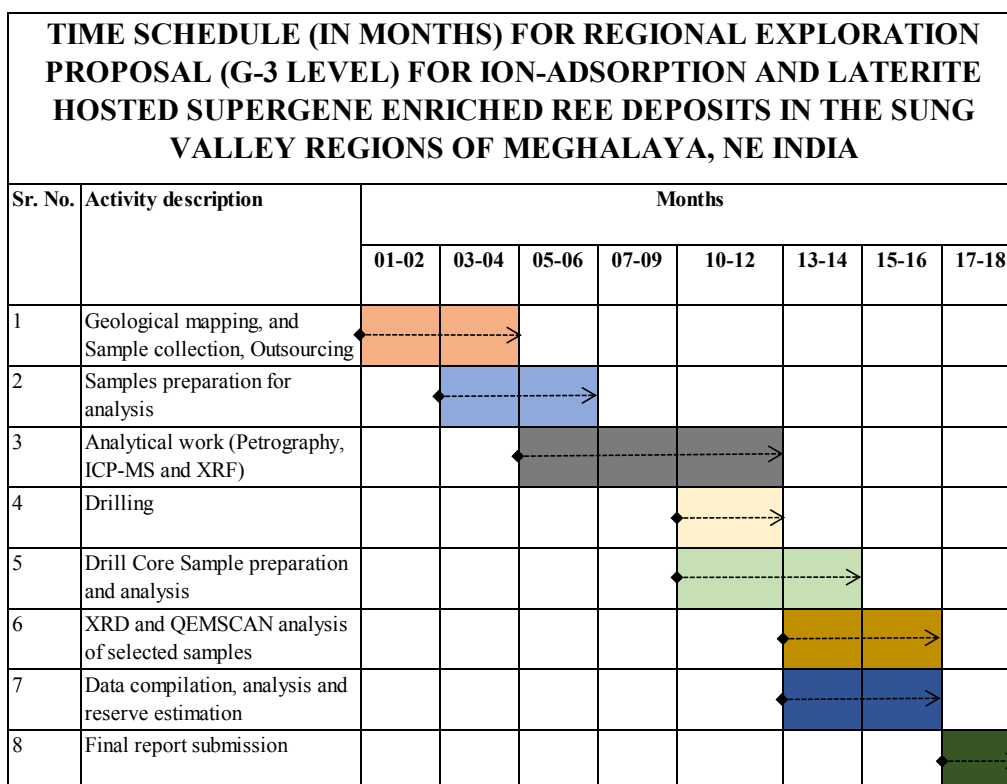 TIME SCHEDULE (IN MONTHS) FOR REGIONAL EXPLORATION
PROPOSAL (G-3 LEVEL) FOR ION-ADSORPTION AND LATERITE
HOSTED SUPERGENE ENRICHED REE DEPOSITS IN THE SUNG
VALLEY REGIONS OF MEGHALAYA, NE INDIA
Sr. No. Activity description Months
01-02 03-04 05-06 07-09 10-12 13-14 15-16 17-18
1 Geological mapping, and
Sample collection, Outsourcing
2 Samples preparation for
analysis
3 Analytical work (Petrography,
ICP-MS and XRF)
4 Drilling
5 Drill Core Sample preparation
and analysis
6 XRD and QEMSCAN analysis
of selected samples
7 Data compilation, analysis and
reserve estimation
8 Final report submission